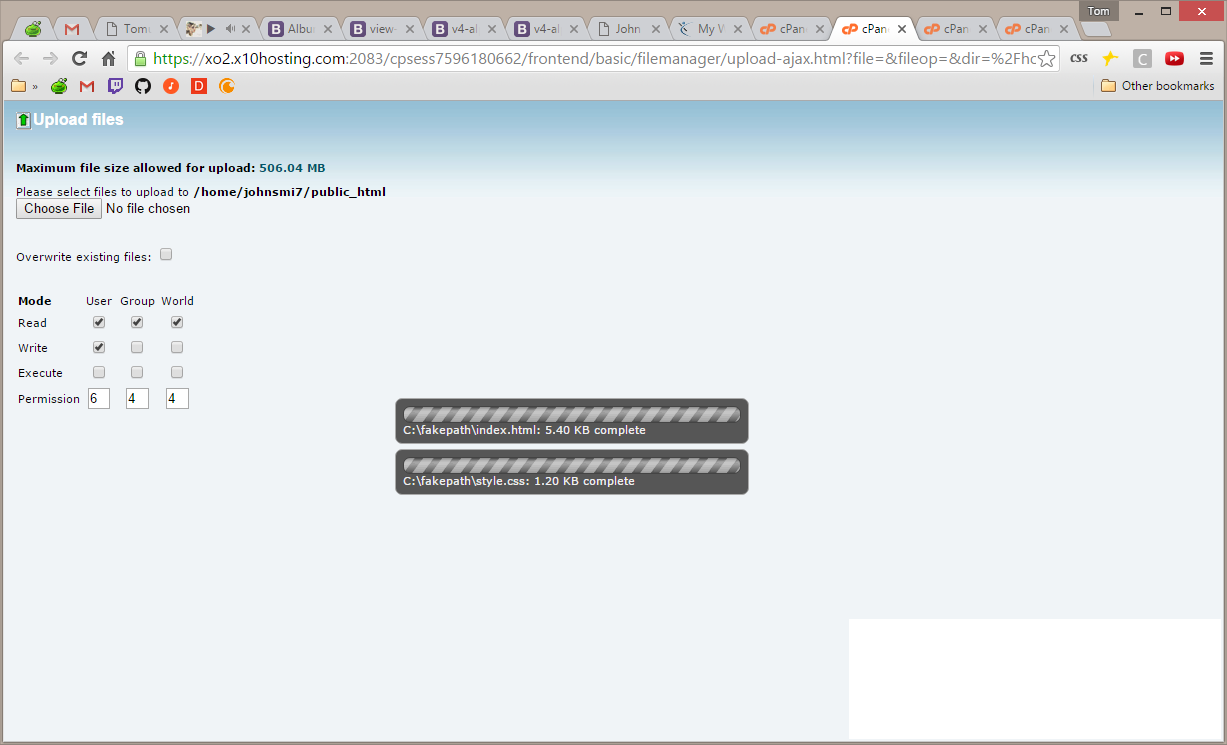 Tom
Tom
Albu
view-
v4-al
v4-al
John
My W
cPan
cPan
cPan
cPan
https://xo2.x10hosting.com:2083/cpsess7596180662/frontend/basic/filemanager/upload-ajax.html?file=&fileop=&dir=%2Fhc
css
C
»
D
Other bookmarks
Upload files
Maximum file size allowed for upload: 506.04 MB
Please select files to upload to /home/johnsmi7/public_html
Choose File No file chosen
Overwrite existing files:
Mode User Group World
Read
Write
Execute
Permission 6 4 4
C:\fakepath\index.html: 5.40 KB complete
C:\fakepath\style.css: 1.20 KB complete